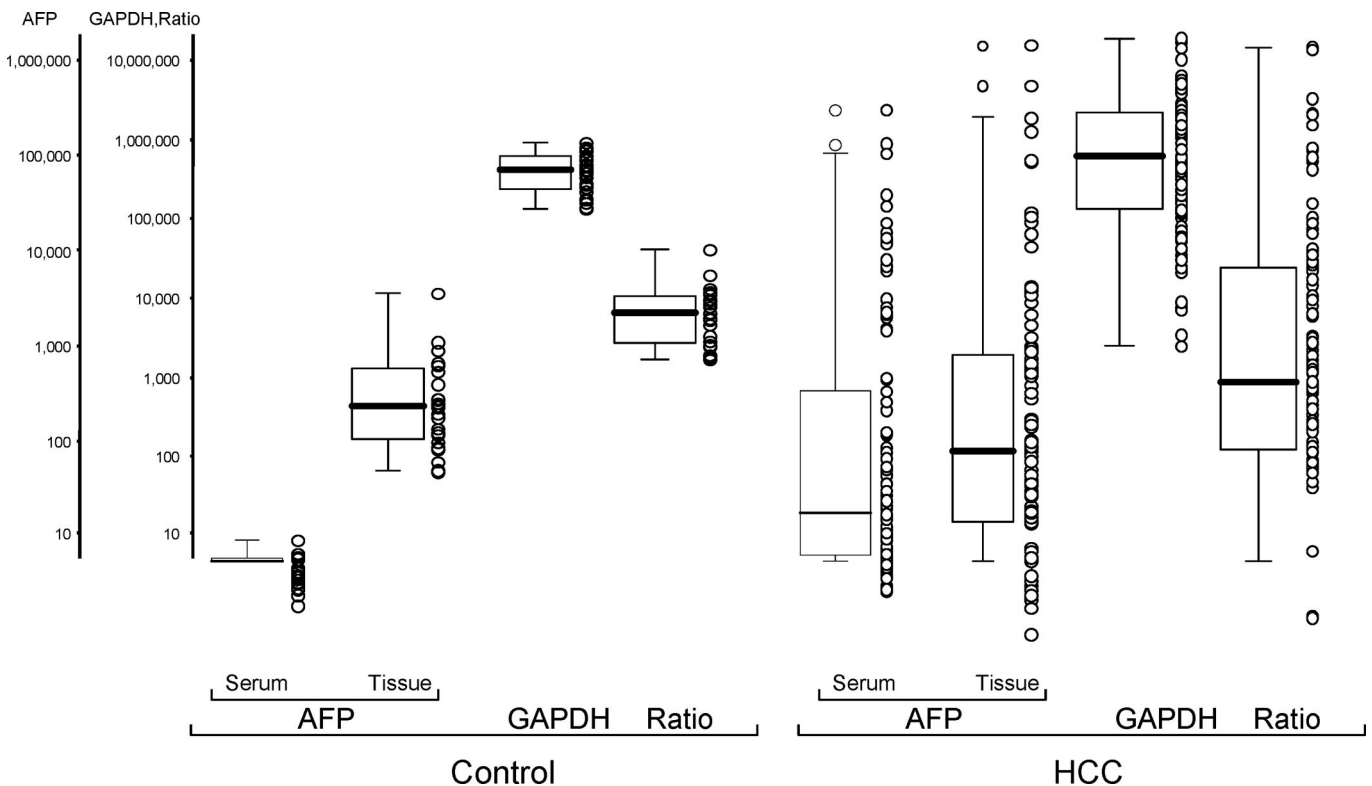 AFP GAPDH,Ratio
1,000,000 10,000,000
1,000,000
100,000
100,000
10,000
10,000
1,000
1,000
100
100
10 10
Serum Tissue Serum Tissue
AFP GAPDH Ratio AFP GAPDH Ratio
Control HCC